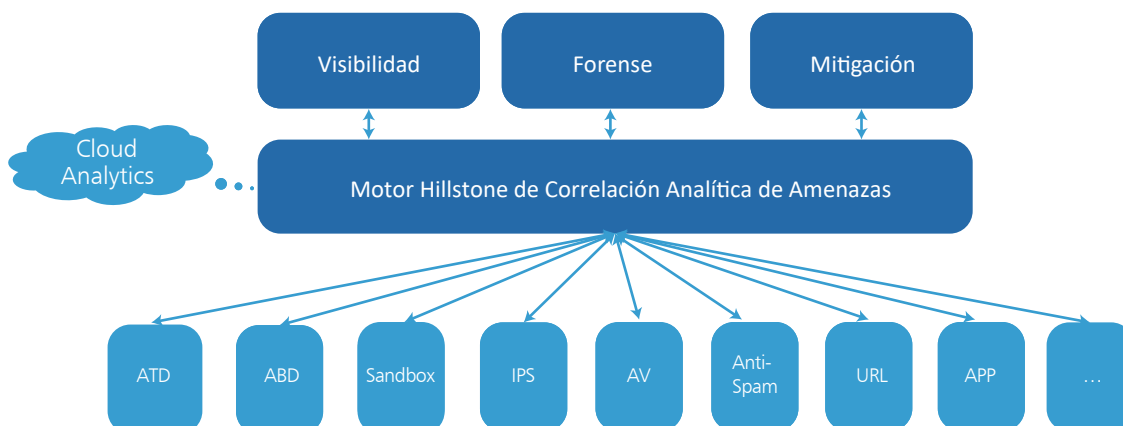 Visibilidad
Forense
Mitigación
Cloud
Analytics
Motor Hillstone de Correlación Analítica de Amenazas
ATD
ABD
Sandbox
IPS
AV
Anti-
Spam
URL
APP
...